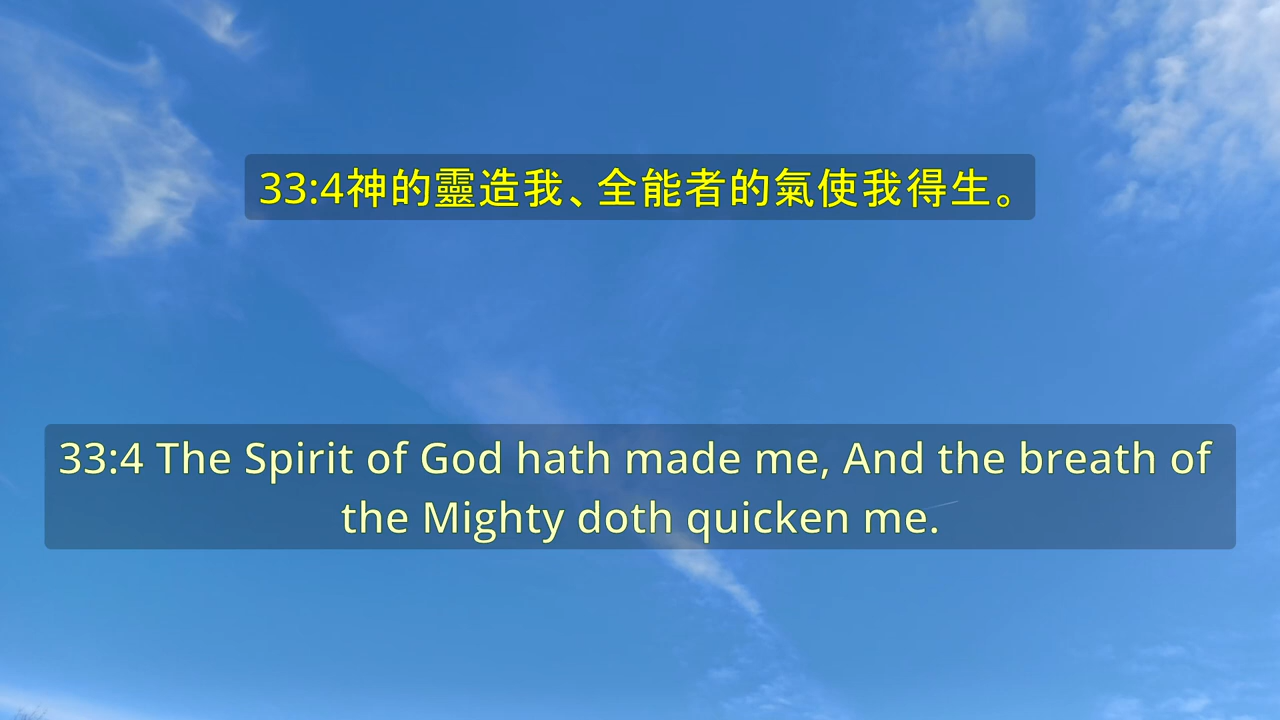 33:4神的靈造我、全能者的氣使我得生。
33:4 The Spirit of God hath made me, And the breath of
the Mighty doth quicken me.